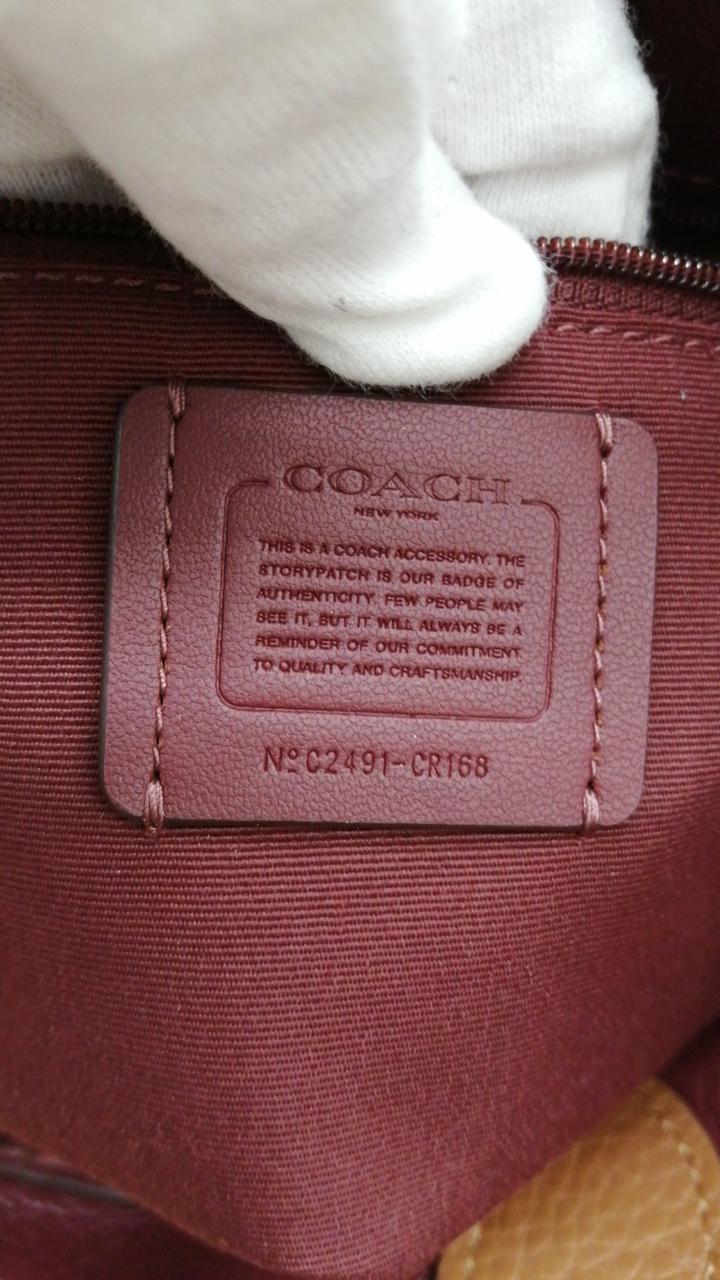 COACH
NEW YORK
THIS IS A COACH ACCESSORY. THE
STORYPATCH IS OUR BADGE OF
AUTHENTICITY. FEW PEOPLE MAY
SEE IT, BUT IT WILL ALWAYS BE A
REMINDER OF OUR COMMITMENT
TO QUALITY AND CRAFTSMANSHIP.
Nº C2491-CR168